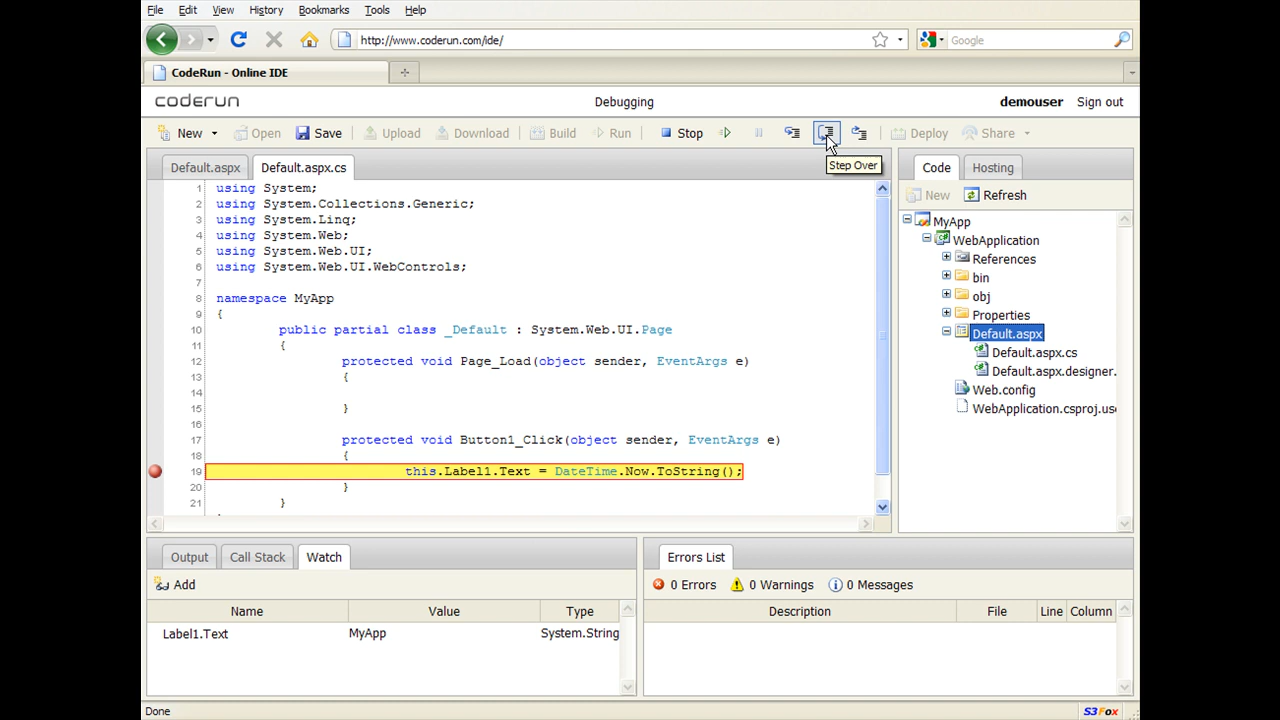 File Edit View History Bookmarks Tools Help
http://www.coderun.com/ide/ Google
CodeRun - Online IDE
coderun Debugging demouser Sign out
New Open Save Upload Download Build Run Stop Deploy Share
Step Over
Default.aspx Default.aspx.cs
1 using System;
2 using System.Collections.Generic;
3 using System.Linq;
4 using System.Web;
5 using System.Web.UI;
6 using System.Web.UI.WebControls;
7
8 namespace MyApp
9 {
10 public partial class _Default : System.Web.UI.Page
11 {
12 protected void Page_Load(object sender, EventArgs e)
13 {
14
15 }
16
17 protected void Button1_Click(object sender, EventArgs e)
18 {
19 this.Label1.Text = DateTime.Now.ToString();
20 }
21 }
Code Hosting
New Refresh
MyApp
WebApplication
References
bin
obj
Properties
Default.aspx
Default.aspx.cs
Default.aspx.designer.
Web.config
WebApplication.csproj.use
Output Call Stack Watch
Add
Name Value Type
Label1.Text MyApp System.String
Errors List
0 Errors 0 Warnings 0 Messages
Description File Line Column
Done S3Fox